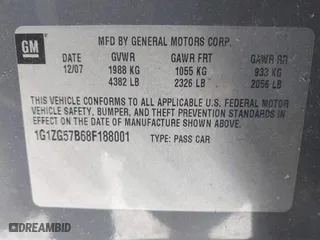 GM
MFD BY GENERAL MOTORS CORP.
DATE GVWR GAWR FRT GAWR RR
12/07 1988 KG 1055 KG 933 KG
4382 LB 2326 LB 2056 LB
THIS VEHICLE CONFORMS TO ALL APPLICABLE U.S. FEDERAL MOTOR
VEHICLE SAFETY, BUMPER, AND THEFT PREVENTION STANDARDS
IN EFFECT ON THE DATE OF MANUFACTURE SHOWN ABOVE.
1G1ZG57B68F188001 TYPE: PASS CAR
dealerauction.com